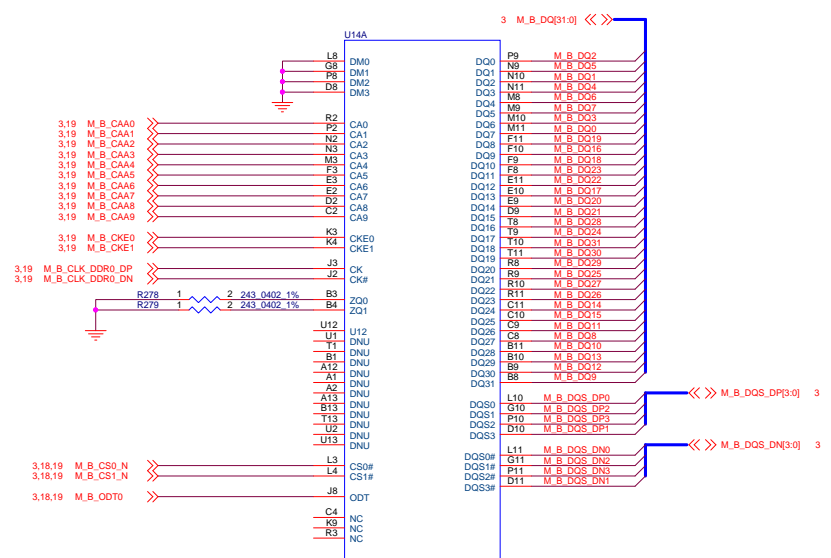 3 M_B_DQ[31:0]
U14A
L8 DM0
G8 DM1
P8 DM2
D8 DM3
3,19 M_B_CAA0 R2 CA0
3,19 M_B_CAA1 P2 CA1
3,19 M_B_CAA2 N2 CA2
3,19 M_B_CAA3 N3 CA3
3,19 M_B_CAA4 M3 CA4
3,19 M_B_CAA5 F3 CA5
3,19 M_B_CAA6 E3 CA6
3,19 M_B_CAA7 E2 CA7
3,19 M_B_CAA8 D2 CA8
3,19 M_B_CAA9 C2 CA9
3,19 M_B_CKE0 K3 CKE0
3,19 M_B_CKE1 K4 CKE1
3,19 M_B_CLK_DDR0_DP J3 CK
3,19 M_B_CLK_DDR0_DN J2 CK#
R278 1 2 243_0402_1% B3 ZQ0
R279 1 2 243_0402_1% B4 ZQ1
U12 U12
U1 DNU
T1 DNU
B1 DNU
A12 DNU
A1 DNU
A2 DNU
A13 DNU
B13 DNU
T13 DNU
U2 DNU
U13 DNU
3,18,19 M_B_CS0_N L3 CS0#
3,18,19 M_B_CS1_N L4 CS1#
3,18,19 M_B_ODT0 J8 ODT
C4 NC
K9 NC
R3 NC
DQ0 P9 M_B_DQ2
DQ1 N9 M_B_DQ5
DQ2 N10 M_B_DQ1
DQ3 N11 M_B_DQ4
DQ4 M8 M_B_DQ6
DQ5 M9 M_B_DQ7
DQ6 M10 M_B_DQ3
DQ7 M11 M_B_DQ0
DQ8 F11 M_B_DQ19
DQ9 F10 M_B_DQ16
DQ10 F9 M_B_DQ18
DQ11 F8 M_B_DQ23
DQ12 E11 M_B_DQ22
DQ13 E10 M_B_DQ17
DQ14 E9 M_B_DQ20
DQ15 D9 M_B_DQ21
DQ16 T8 M_B_DQ28
DQ17 T9 M_B_DQ24
DQ18 T10 M_B_DQ31
DQ19 T11 M_B_DQ30
DQ20 R8 M_B_DQ29
DQ21 R9 M_B_DQ25
DQ22 R10 M_B_DQ27
DQ23 R11 M_B_DQ26
DQ24 C11 M_B_DQ14
DQ25 C10 M_B_DQ15
DQ26 C9 M_B_DQ11
DQ27 C8 M_B_DQ8
DQ28 B11 M_B_DQ10
DQ29 B10 M_B_DQ13
DQ30 B9 M_B_DQ12
DQ31 B8 M_B_DQ9
DQS0 L10 M_B_DQS_DP0
DQS1 G10 M_B_DQS_DP2
DQS2 P10 M_B_DQS_DP3
DQS3 D10 M_B_DQS_DP1
M_B_DQS_DP[3:0] 3
DQS0# L11 M_B_DQS_DN0
DQS1# G11 M_B_DQS_DN2
DQS2# P11 M_B_DQS_DN3
DQS3# D11 M_B_DQS_DN1
M_B_DQS_DN[3:0] 3